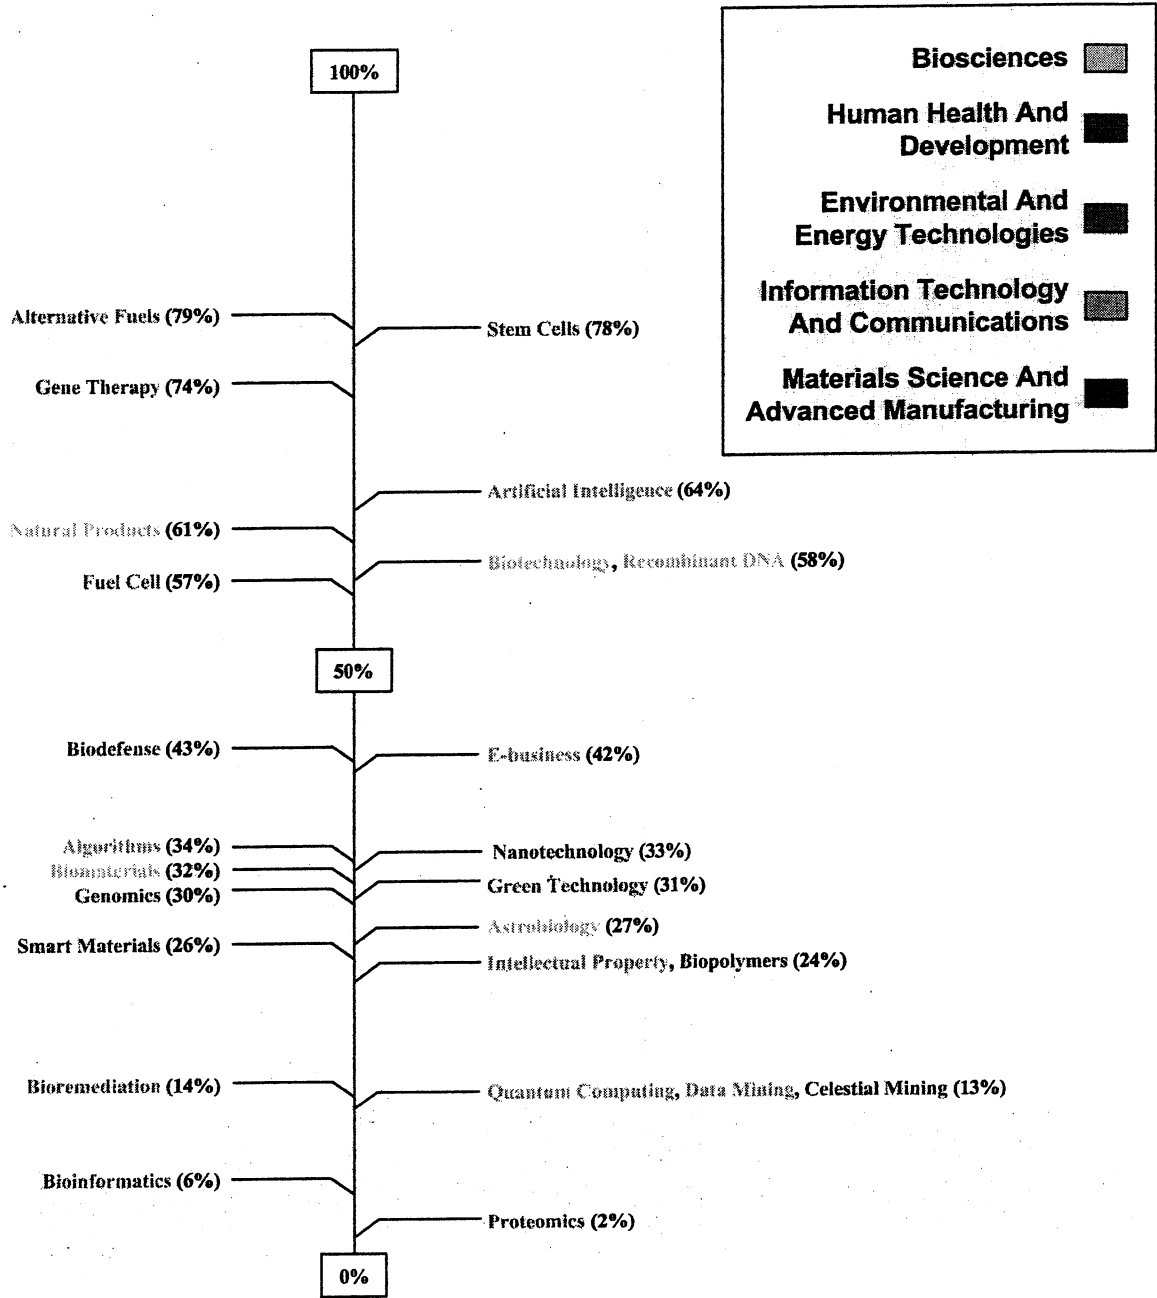 100%
Biosciences
Human Health And
Development
Environmental And
Energy Technologies
Information Technology
And Communications
Materials Science And
Advanced Manufacturing
Alternative Fuels (79%)
Stem Cells (78%)
Gene Therapy (74%)
Artificial Intelligence (64%)
Natural Products (61%)
Biotechnology, Recombinant DNA (58%)
Fuel Cell (57%)
50%
Biodefense (43%)
E-business (42%)
Algorithms (34%)
Nanotechnology (33%)
Biomaterials (32%)
Green Technology (31%)
Genomics (30%)
Astrobiology (27%)
Smart Materials (26%)
Intellectual Property, Biopolymers (24%)
Bioremediation (14%)
Quantum Computing, Data Mining, Celestial Mining (13%)
Bioinformatics (6%)
Proteomics (2%)
0%